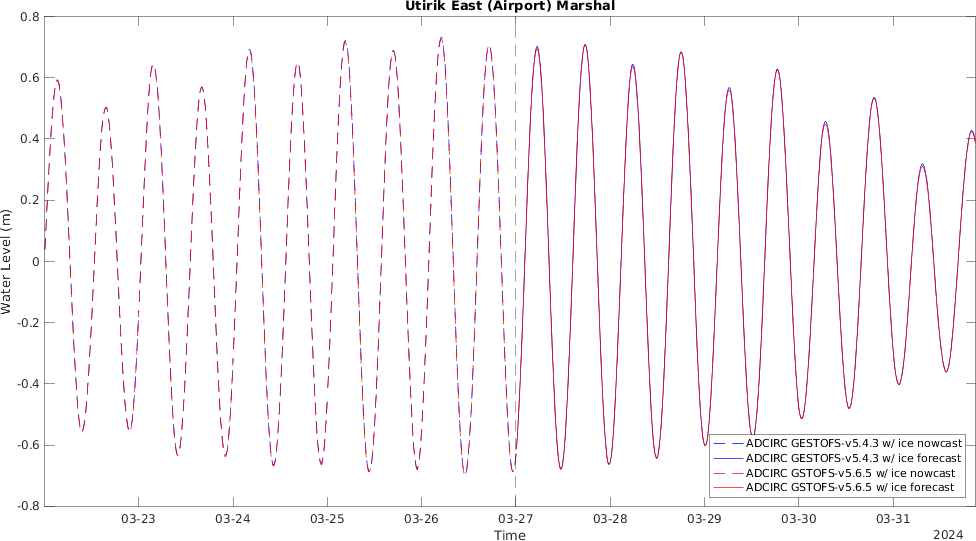 Utirik East (Airport) Marshal
0.8
0.6
0.4
0.2
0
-0.2
-0.4
-0.6
-0.8
Water Level (m)
ADCIRC GESTOFS-v5.4.3 w/ ice nowcast
ADCIRC GESTOFS-v5.4.3 w/ ice forecast
ADCIRC GSTOFS-v5.6.5 w/ ice nowcast
ADCIRC GSTOFS-v5.6.5 w/ ice forecast
03-23 03-24 03-25 03-26 03-27 03-28 03-29 03-30 03-31
Time
2024